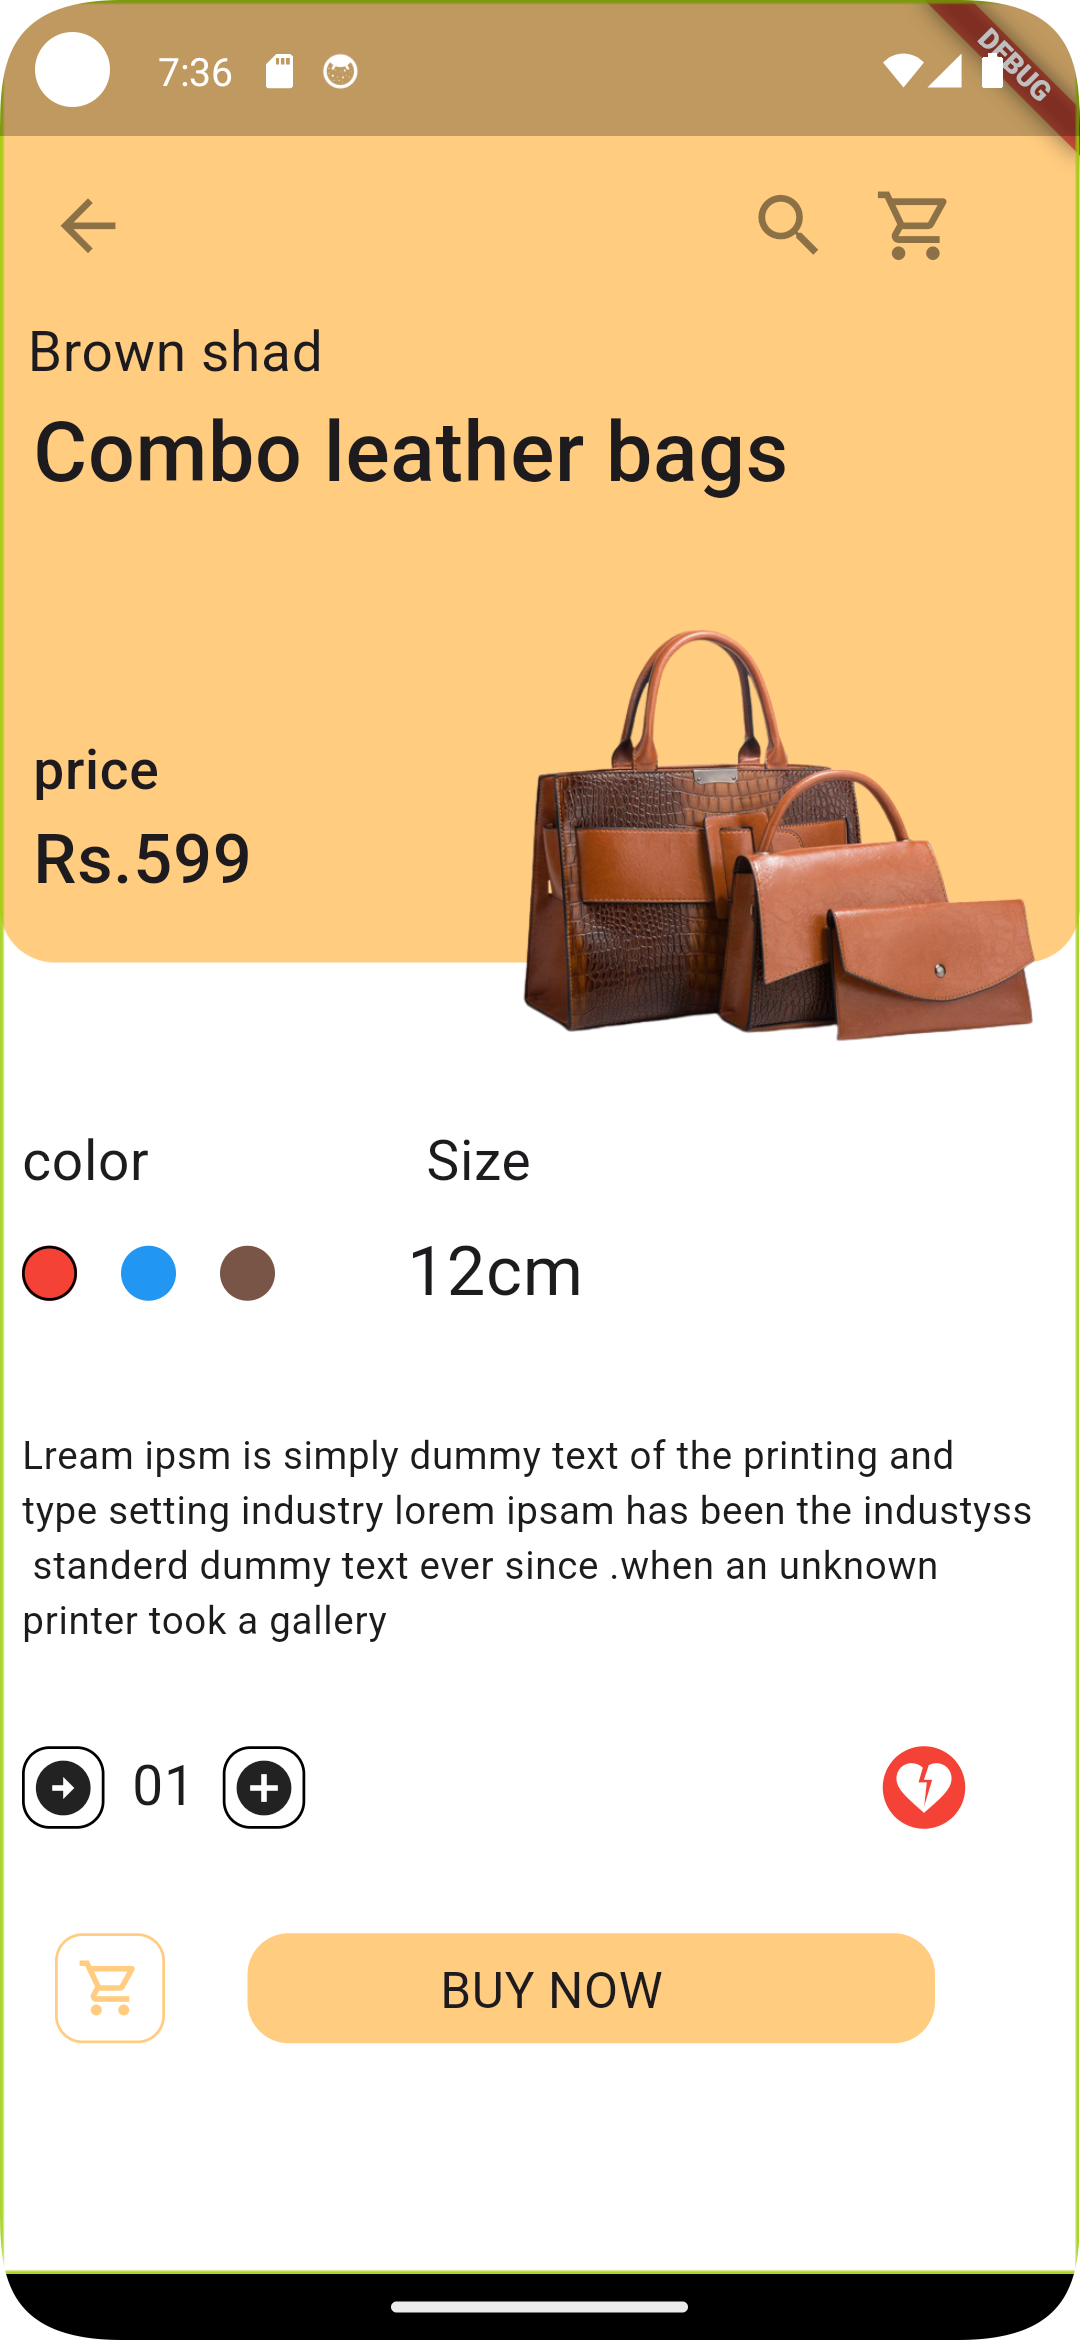 7:36
DEBUG
Brown shad
Combo leather bags
price
Rs.599
color
Size
12cm
Lream ipsm is simply dummy text of the printing and
type setting industry lorem ipsam has been the industyss
standerd dummy text ever since .when an unknown
printer took a gallery
01
BUY NOW